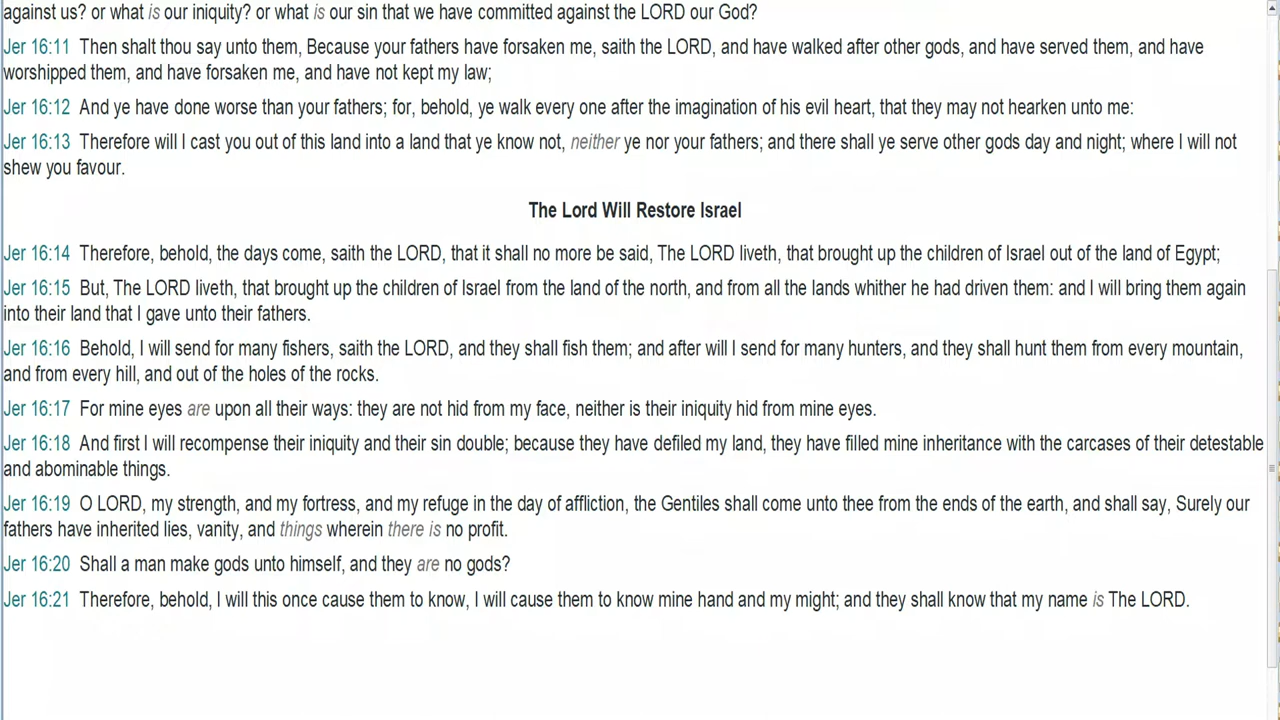 against us? or what is our iniquity? or what is our sin that we have committed against the LORD our God?
Jer 16:11 Then shalt thou say unto them, Because your fathers have forsaken me, saith the LORD, and have walked after other gods, and have served them, and have
worshipped them, and have forsaken me, and have not kept my law;
Jer 16:12 And ye have done worse than your fathers; for, behold, ye walk every one after the imagination of his evil heart, that they may not hearken unto me:
Jer 16:13 Therefore will I cast you out of this land into a land that ye know not, neither ye nor your fathers; and there shall ye serve other gods day and night; where I will not
shew you favour.
The Lord Will Restore Israel
Jer 16:14 Therefore, behold, the days come, saith the LORD, that it shall no more be said, The LORD liveth, that brought up the children of Israel out of the land of Egypt;
Jer 16:15 But, The LORD liveth, that brought up the children of Israel from the land of the north, and from all the lands whither he had driven them: and I will bring them again
into their land that I gave unto their fathers.
Jer 16:16 Behold, I will send for many fishers, saith the LORD, and they shall fish them; and after will I send for many hunters, and they shall hunt them from every mountain,
and from every hill, and out of the holes of the rocks.
Jer 16:17 For mine eyes are upon all their ways: they are not hid from my face, neither is their iniquity hid from mine eyes.
Jer 16:18 And first I will recompense their iniquity and their sin double; because they have defiled my land, they have filled mine inheritance with the carcases of their detestable
and abominable things.
Jer 16:19 O LORD, my strength, and my fortress, and my refuge in the day of affliction, the Gentiles shall come unto thee from the ends of the earth, and shall say, Surely our
fathers have inherited lies, vanity, and things wherein there is no profit.
Jer 16:20 Shall a man make gods unto himself, and they are no gods?
Jer 16:21 Therefore, behold, I will this once cause them to know, I will cause them to know mine hand and my might; and they shall know that my name is The LORD.